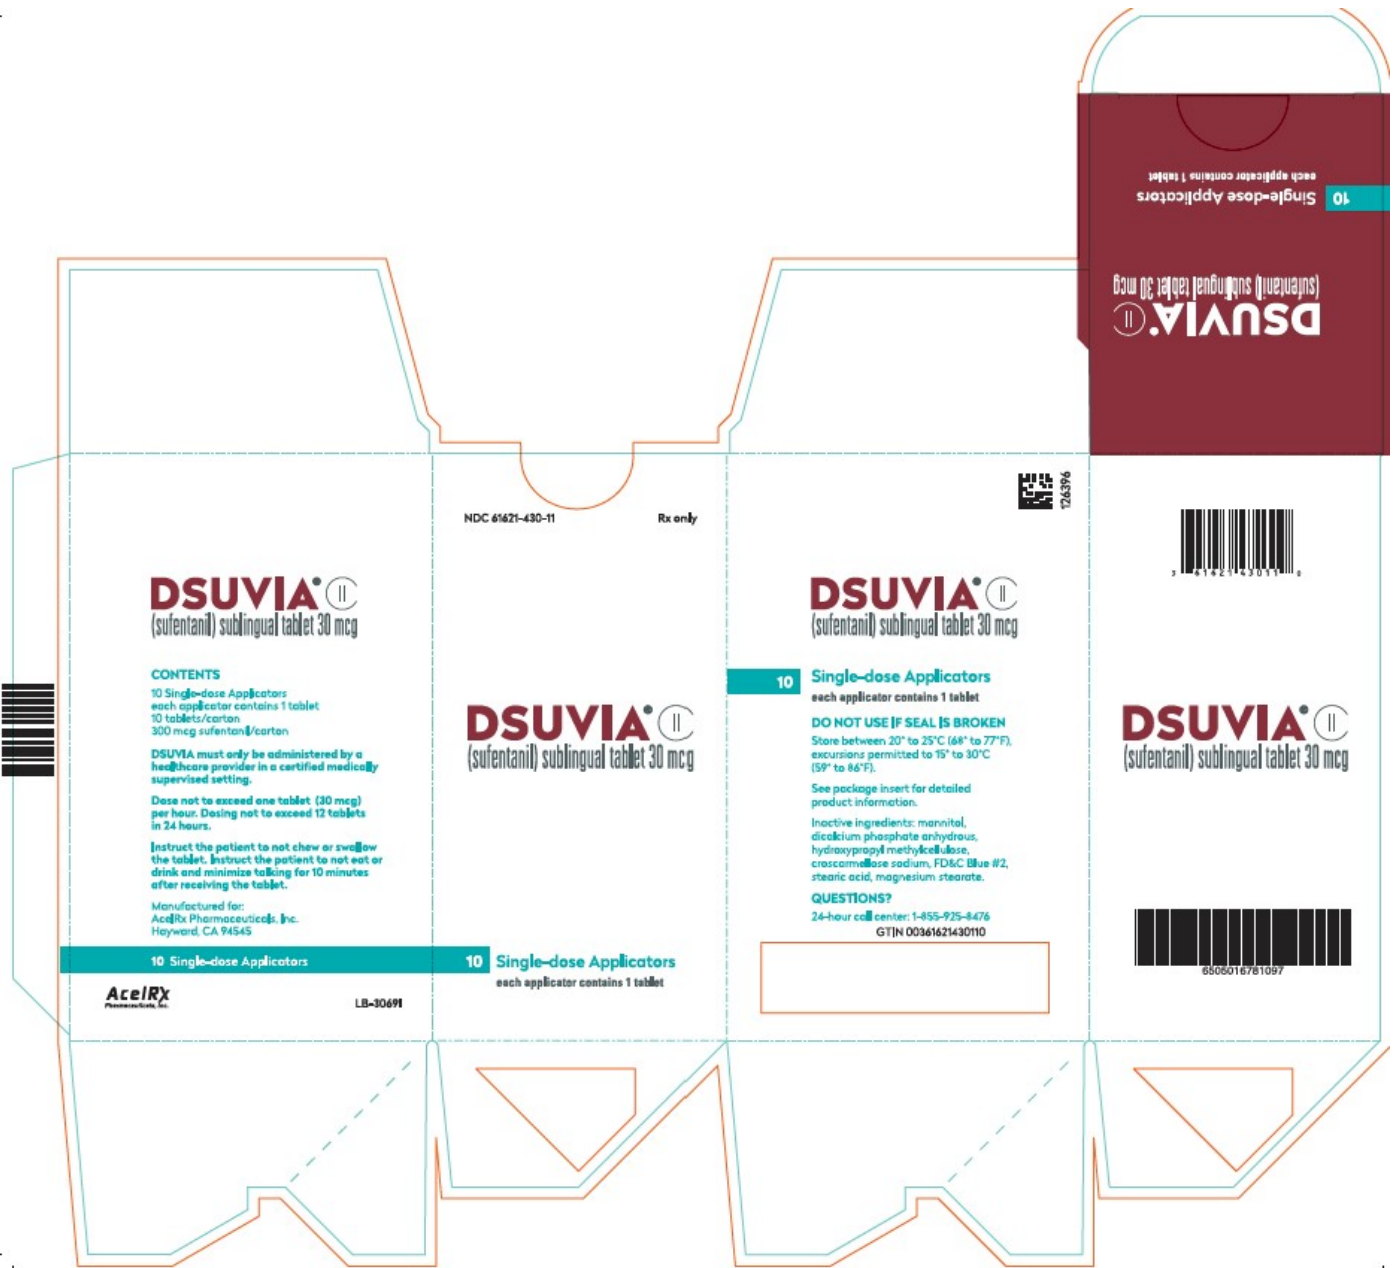 10 Single-dose Applicators
each applicator contains 1 tablet
DSUVIA® CII
(sufentanil) sublingual tablet 30 mcg
DSUVIA® CII
(sufentanil) sublingual tablet 30 mcg
CONTENTS
10 Single-dose Applicators
each applicator contains 1 tablet
10 tablets/carton
300 mcg sufentanil/carton
DSUVIA must only be administered by a
healthcare provider in a certified medically
supervised setting.
Dose not to exceed one tablet (30 mcg)
per hour. Dosing not to exceed 12 tablets
in 24 hours.
Instruct the patient to not chew or swallow
the tablet. Instruct the patient to not eat or
drink and minimize talking for 10 minutes
after receiving the tablet.
Manufactured for:
AcelRx Pharmaceuticals, Inc.
Hayward, CA 94545
10 Single-dose Applicators
AcelRx
Pharmaceuticals, Inc.
LB-30691
NDC 61621-430-11 Rx only
DSUVIA® CII
(sufentanil) sublingual tablet 30 mcg
10 Single-dose Applicators
each applicator contains 1 tablet
126396
DSUVIA® CII
(sufentanil) sublingual tablet 30 mcg
10 Single-dose Applicators
each applicator contains 1 tablet
DO NOT USE IF SEAL IS BROKEN
Store between 20° to 25°C (68° to 77°F),
excursions permitted to 15° to 30°C
(59° to 86°F).
See package insert for detailed
product information.
Inactive ingredients: mannitol,
dicalcium phosphate anhydrous,
hydroxypropyl methylcellulose,
croscarmellose sodium, FD&C Blue #2,
stearic acid, magnesium stearate.
QUESTIONS?
24-hour call center: 1-855-925-8476
GTIN 00361621430110
3 61621 43011 0
DSUVIA® CII
(sufentanil) sublingual tablet 30 mcg
6505016781097